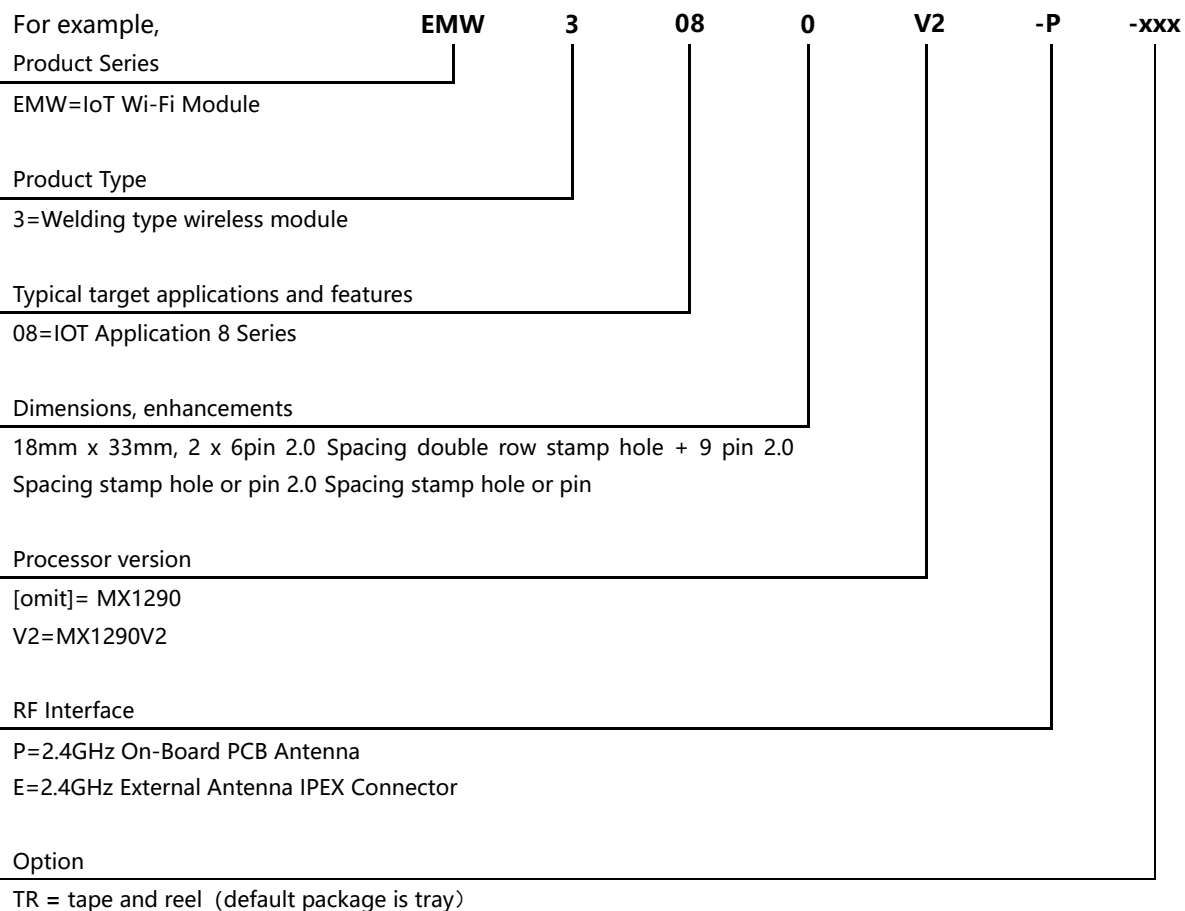 For example, EMW 3 08 0 V2 -P -xxx
Product Series
EMW=IoT Wi-Fi Module
Product Type
3=Welding type wireless module
Typical target applications and features
08=IOT Application 8 Series
Dimensions, enhancements
18mm x 33mm, 2 x 6pin 2.0 Spacing double row stamp hole + 9 pin 2.0
Spacing stamp hole or pin 2.0 Spacing stamp hole or pin
Processor version
[omit]= MX1290
V2=MX1290V2
RF Interface
P=2.4GHz On-Board PCB Antenna
E=2.4GHz External Antenna IPEX Connector
Option
TR = tape and reel（default package is tray）